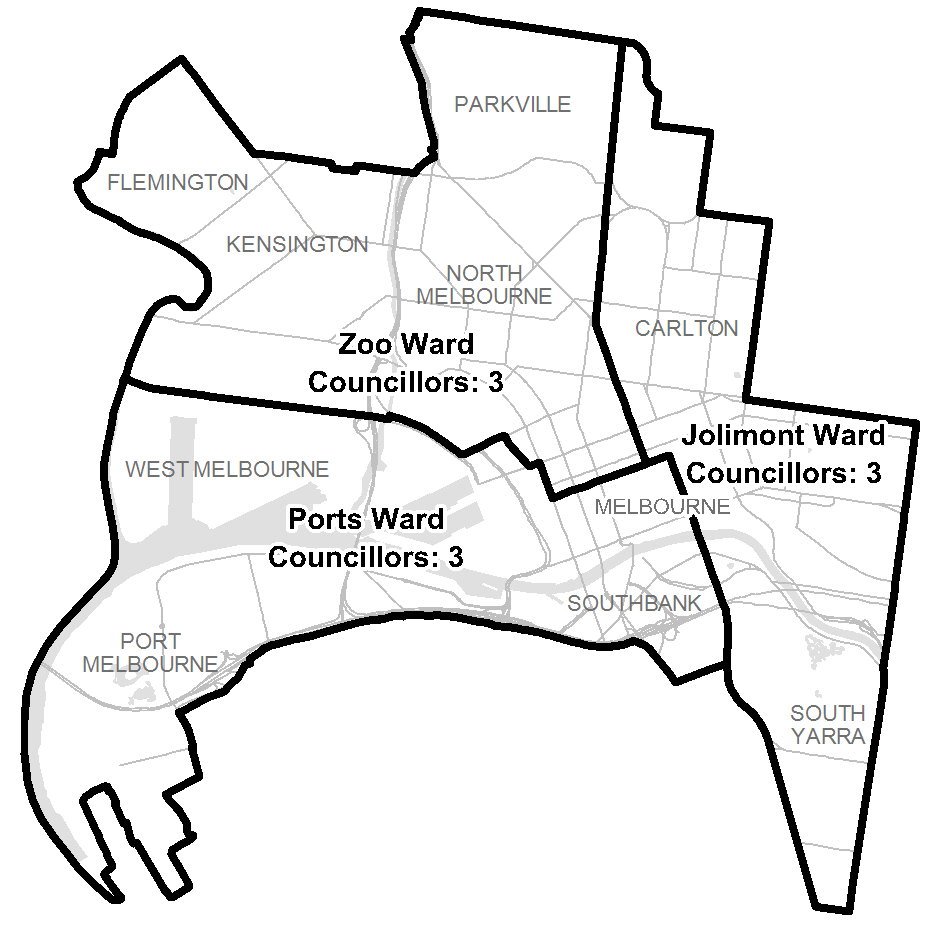 PARKVILLE
FLEMINGTON
KENSINGTON
NORTH
MELBOURNE
CARLTON
Zoo Ward
Councillors: 3
Jolimont Ward
Councillors: 3
WEST MELBOURNE
MELBOURNE
Ports Ward
Councillors: 3
SOUTHBANK
PORT
MELBOURNE
SOUTH
YARRA